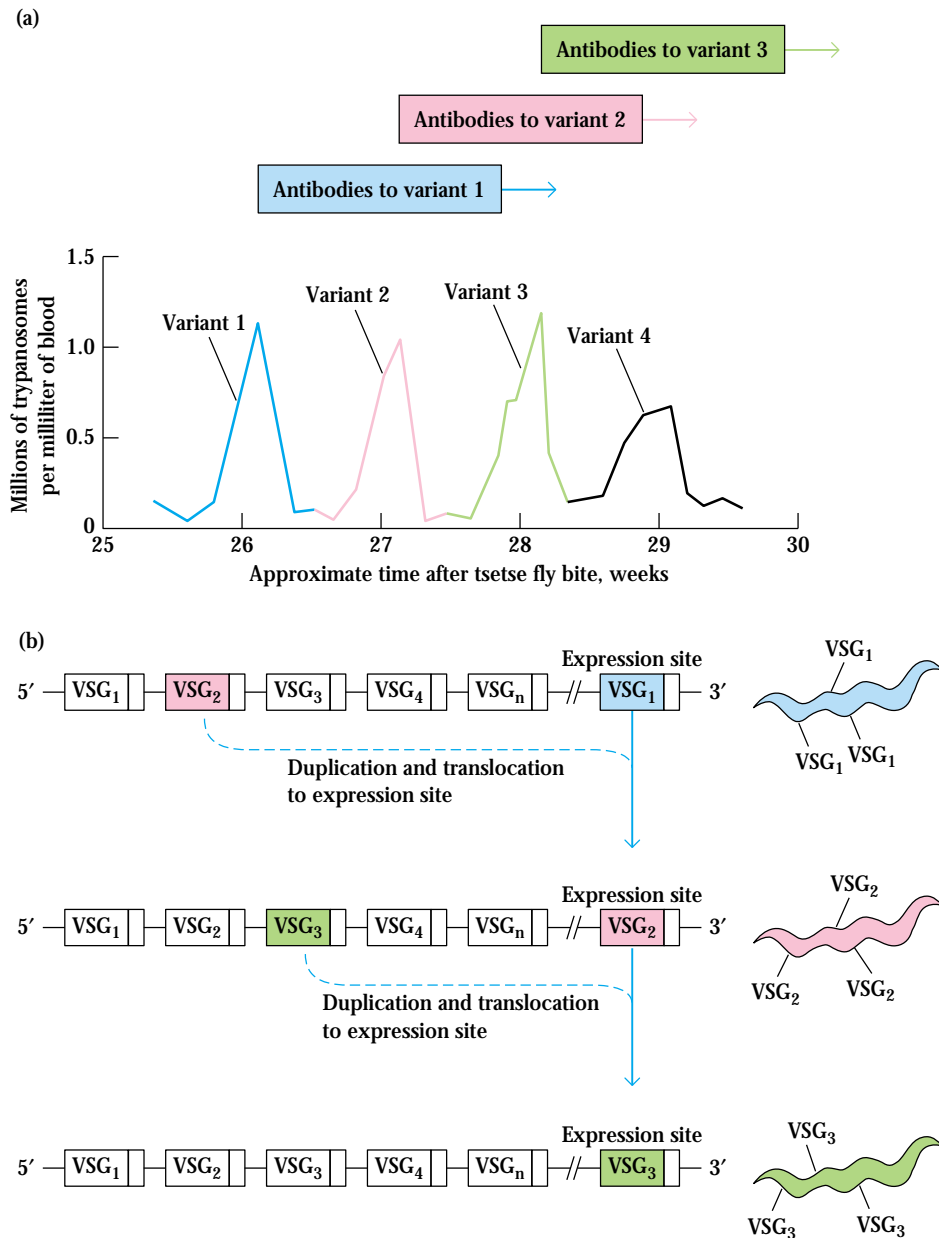 (a)
Antibodies to variant 3
Antibodies to variant 2
Antibodies to variant 1
Millions of trypanosomes
per milliliter of blood
1.5
1.0
0.5
0
Variant 1
Variant 2
Variant 3
Variant 4
25 26 27 28 29 30
Approximate time after tsetse fly bite, weeks
(b)
Expression site
5′ VSG₁ VSG₂ VSG₃ VSG₄ VSGₙ VSG₁ 3′
VSG₁
VSG₁ VSG₁
Duplication and translocation
to expression site
Expression site
5′ VSG₁ VSG₂ VSG₃ VSG₄ VSGₙ VSG₂ 3′
VSG₂
VSG₂ VSG₂
Duplication and translocation
to expression site
Expression site
5′ VSG₁ VSG₂ VSG₃ VSG₄ VSGₙ VSG₃ 3′
VSG₃
VSG₃ VSG₃